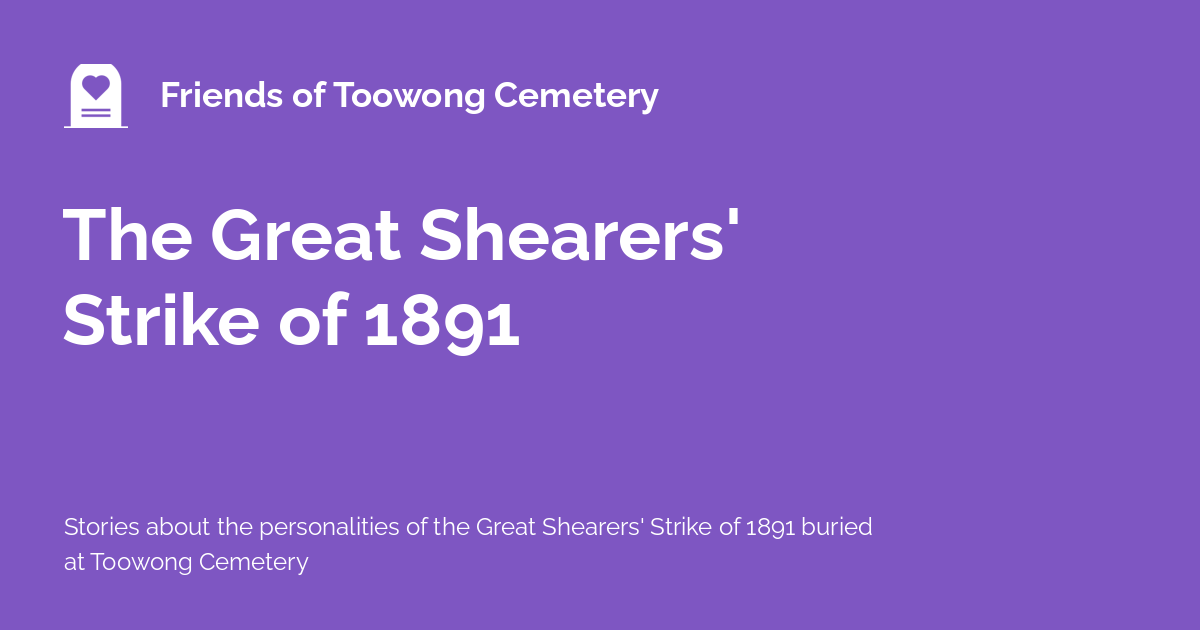 Friends of Toowong Cemetery
The Great Shearers'
Strike of 1891
Stories about the personalities of the Great Shearers' Strike of 1891 buried
at Toowong Cemetery